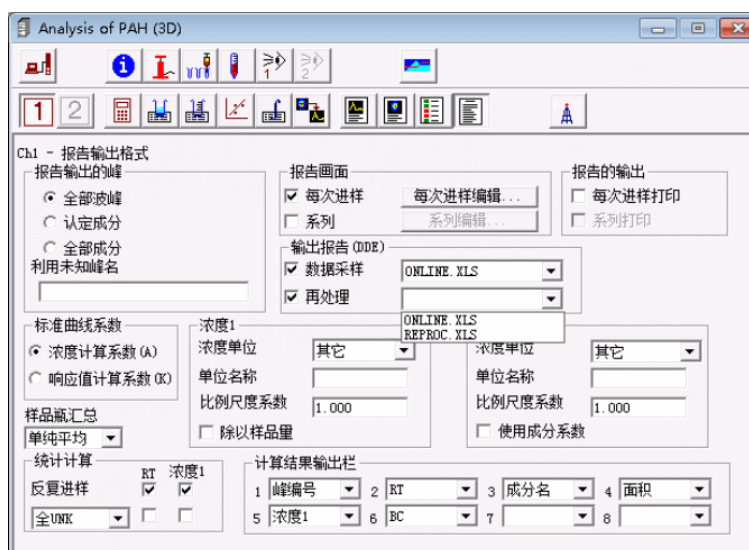 Analysis of PAH (3D)
1
2
1 2
Ch1 - 报告输出格式
报告输出的峰
全部波峰
认定成分
全部成分
利用未知峰名
报告画面
每次进样 每次进样编辑...
系列 系列编辑...
报告的输出
每次进样打印
系列打印
输出报告(DDE)
数据采样 ONLINE.XLS
再处理
ONLINE.XLS
REPROC.XLS
标准曲线系数
浓度计算系数(A)
响应值计算系数(K)
样品瓶汇总
单纯平均
浓度1
浓度单位 其它
单位名称
比例尺度系数 1.000
除以样品量
浓度单位 其它
单位名称
比例尺度系数 1.000
使用成分系数
统计计算
RT 浓度1
反复进样
全UNK
计算结果输出栏
1 峰编号 2 RT 3 成分名 4 面积
5 浓度1 6 BC 7 8